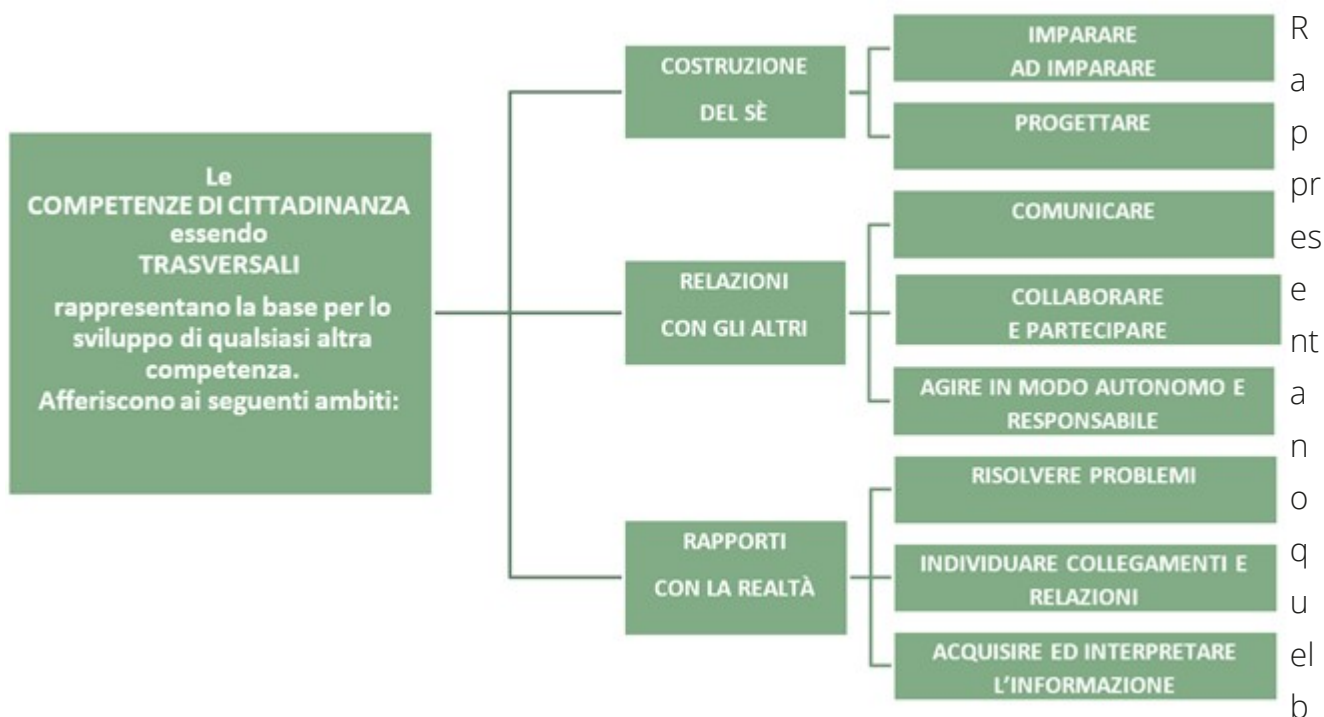 Le
COMPETENZE DI CITTADINANZA
essendo
TRASVERSALI
rappresentano la base per lo
sviluppo di qualsiasi altra
competenza.
Afferiscono ai seguenti ambiti:
COSTRUZIONE
DEL SÈ
IMPARARE
AD IMPARARE
PROGETTARE
RELAZIONI
CON GLI ALTRI
COMUNICARE
COLLABORARE
E PARTECIPARE
AGIRE IN MODO AUTONOMO E
RESPONSABILE
RAPPORTI
CON LA REALTÀ
RISOLVERE PROBLEMI
INDIVIDUARE COLLEGAMENTI E
RELAZIONI
ACQUISIRE ED INTERPRETARE
L'INFORMAZIONE
R
a
p
pr
es
e
nt
a
n
o
q
u
el
b